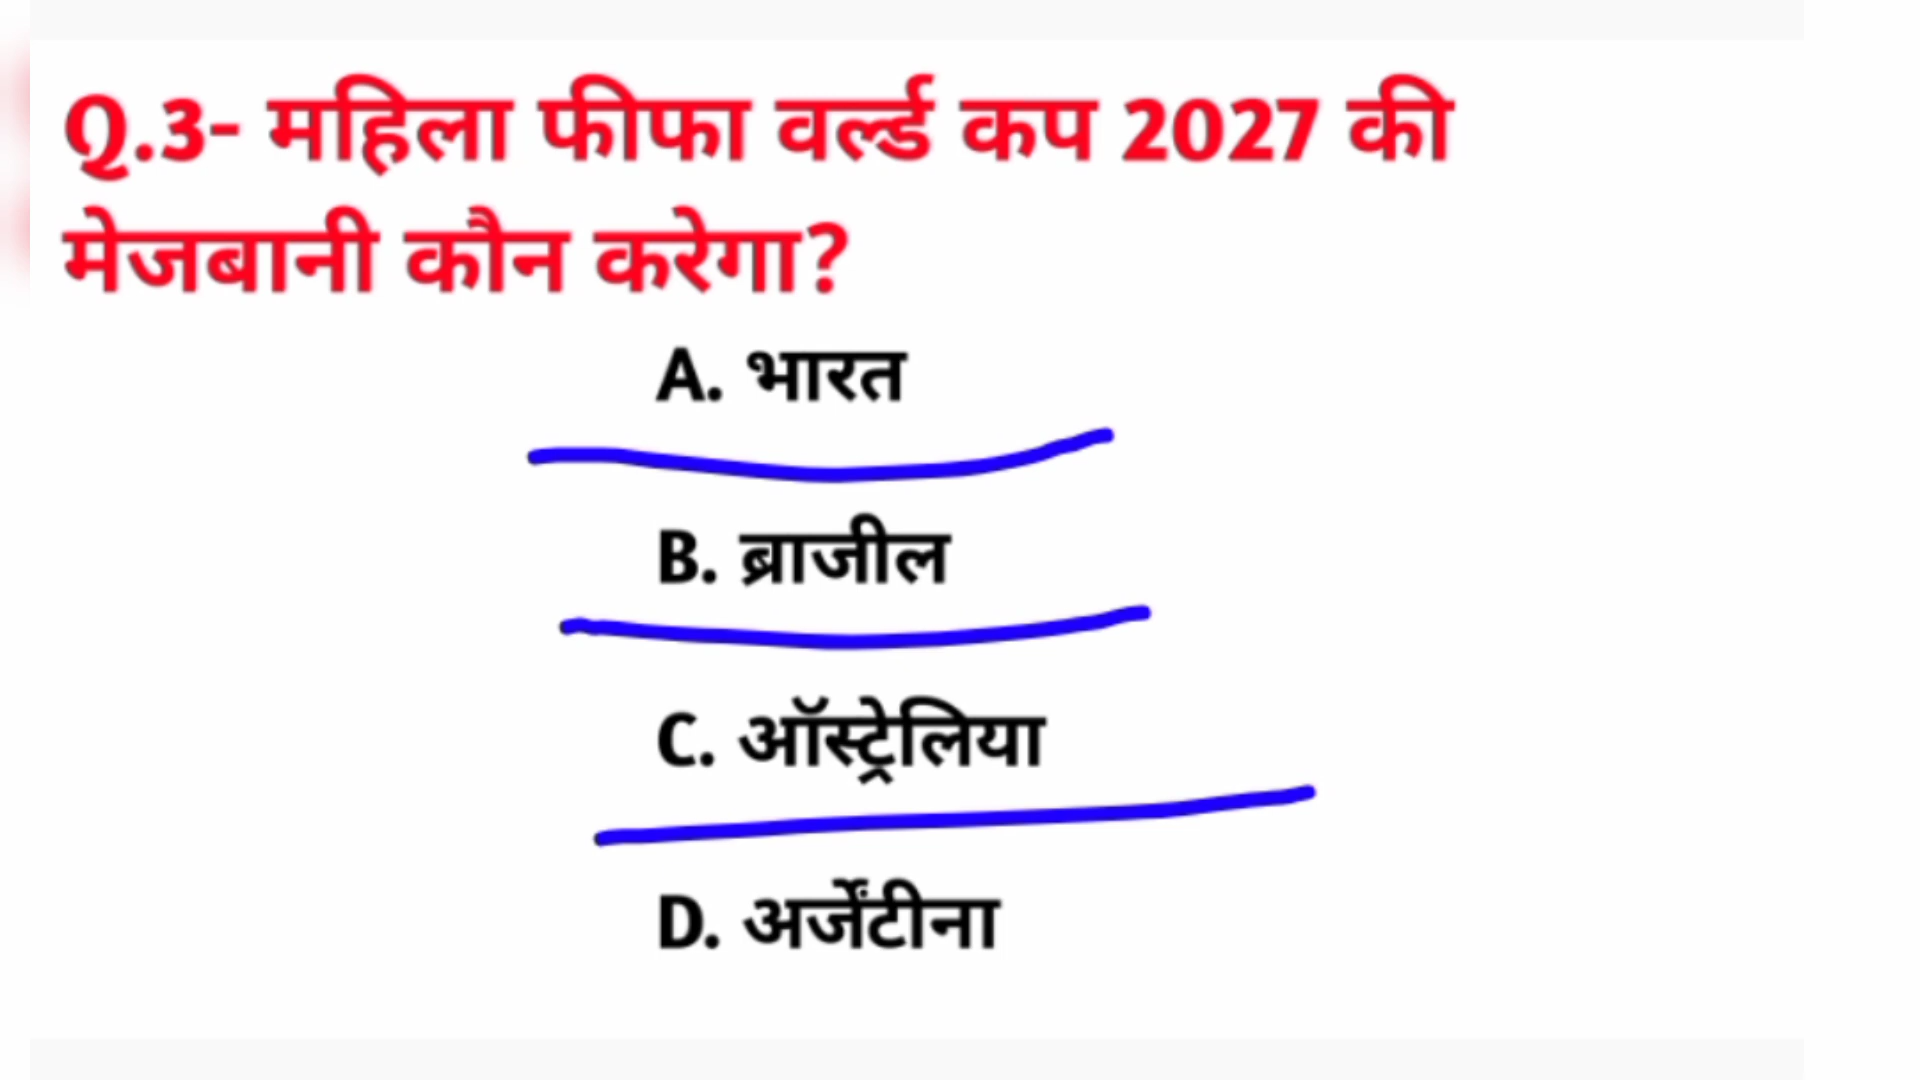 Q.3- महिला फीफा वर्ल्ड कप 2027 की
मेजबानी कौन करेगा?
A. भारत
B. ब्राजील
C. ऑस्ट्रेलिया
D. अर्जेंटीना